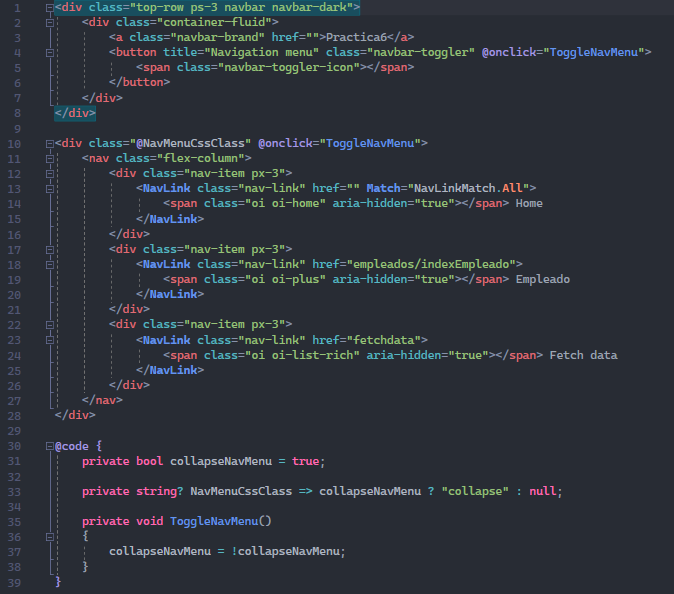 1 <div class="top-row ps-3 navbar navbar-dark">
2     <div class="container-fluid">
3         <a class="navbar-brand" href="">Practica6</a>
4         <button title="Navigation menu" class="navbar-toggler" @onclick="ToggleNavMenu">
5             <span class="navbar-toggler-icon"></span>
6         </button>
7     </div>
8 </div>
9
10 <div class="@NavMenuCssClass" @onclick="ToggleNavMenu">
11     <nav class="flex-column">
12         <div class="nav-item px-3">
13             <NavLink class="nav-link" href="" Match="NavLinkMatch.All">
14                 <span class="oi oi-home" aria-hidden="true"></span> Home
15             </NavLink>
16         </div>
17         <div class="nav-item px-3">
18             <NavLink class="nav-link" href="empleados/indexEmpleado">
19                 <span class="oi oi-plus" aria-hidden="true"></span> Empleado
20             </NavLink>
21         </div>
22         <div class="nav-item px-3">
23             <NavLink class="nav-link" href="fetchdata">
24                 <span class="oi oi-list-rich" aria-hidden="true"></span> Fetch data
25             </NavLink>
26         </div>
27     </nav>
28 </div>
29
30 @code {
31     private bool collapseNavMenu = true;
32
33     private string? NavMenuCssClass => collapseNavMenu ? "collapse" : null;
34
35     private void ToggleNavMenu()
36     {
37         collapseNavMenu = !collapseNavMenu;
38     }
39 }